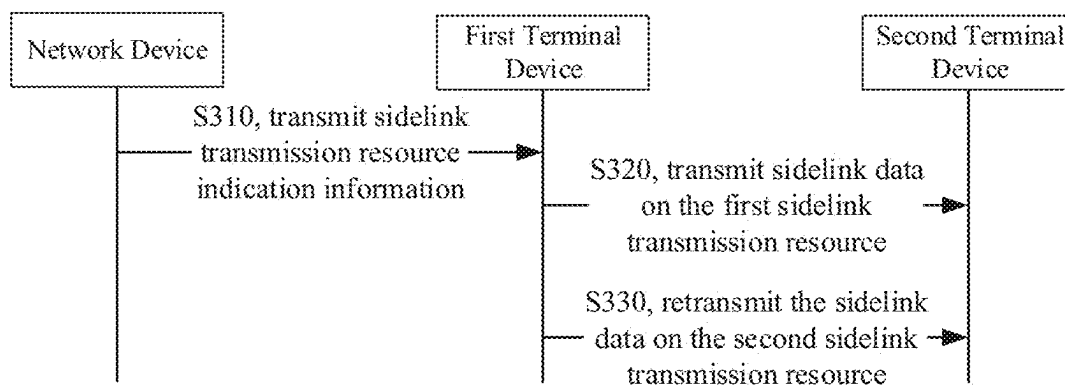 Network Device
First Terminal
Device
Second Terminal
Device
S310, transmit sidelink
transmission resource
indication information
S320, transmit sidelink data
on the first sidelink
transmission resource
S330, retransmit the sidelink
data on the second sidelink
transmission resource